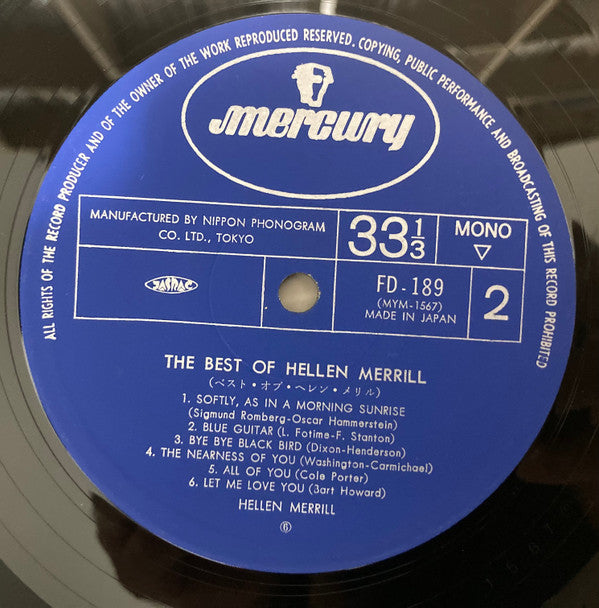 ALL RIGHTS OF THE RECORD PRODUCER AND OF THE OWNER OF THE WORK REPRODUCED RESERVED. COPYING, PUBLIC PERFORMANCE AND BROADCASTING OF THIS RECORD PROHIBITED
mercury
MANUFACTURED BY NIPPON PHONOGRAM
CO. LTD., TOKYO
33 1/3
MONO
▽
JASRAC
FD-189
(MYM-1567)
MADE IN JAPAN
2
THE BEST OF HELLEN MERRILL
(ベスト・オブ・ヘレン・メリル)
1. SOFTLY, AS IN A MORNING SUNRISE
(Sigmund Romberg-Oscar Hammerstein)
2. BLUE GUITAR (L. Fotime-F. Stanton)
3. BYE BYE BLACK BIRD (Dixon-Henderson)
4. THE NEARNESS OF YOU (Washington-Carmichael)
5. ALL OF YOU (Cole Porter)
6. LET ME LOVE YOU (Bart Howard)
HELLEN MERRILL